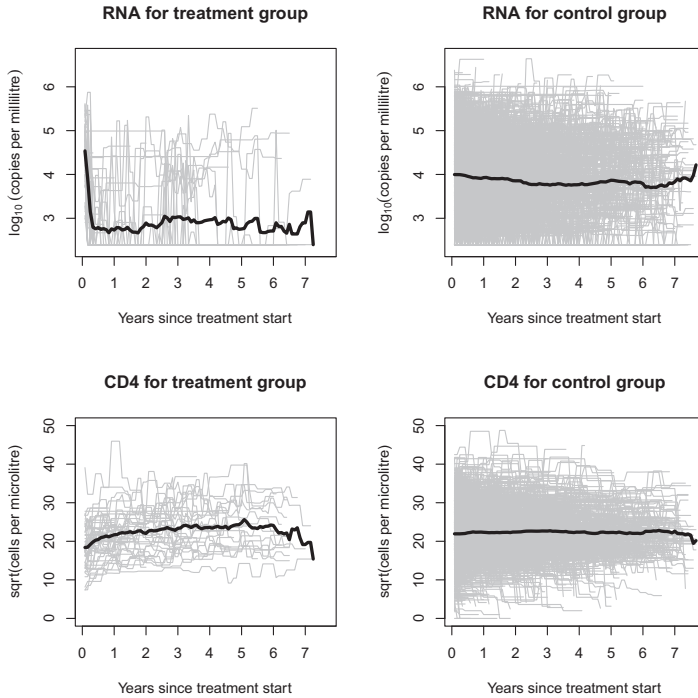 RNA for treatment group
log10 (copies per millilitre)
6
5
4
3
0 1 2 3 4 5 6 7
Years since treatment start
RNA for control group
log10 (copies per millilitre)
6
5
4
3
0 1 2 3 4 5 6 7
Years since treatment start
CD4 for treatment group
sqrt(cells per microlitre)
50
40
30
20
10
0
0 1 2 3 4 5 6 7
Years since treatment start
CD4 for control group
sqrt(cells per microlitre)
50
40
30
20
10
0
0 1 2 3 4 5 6 7
Years since treatment start